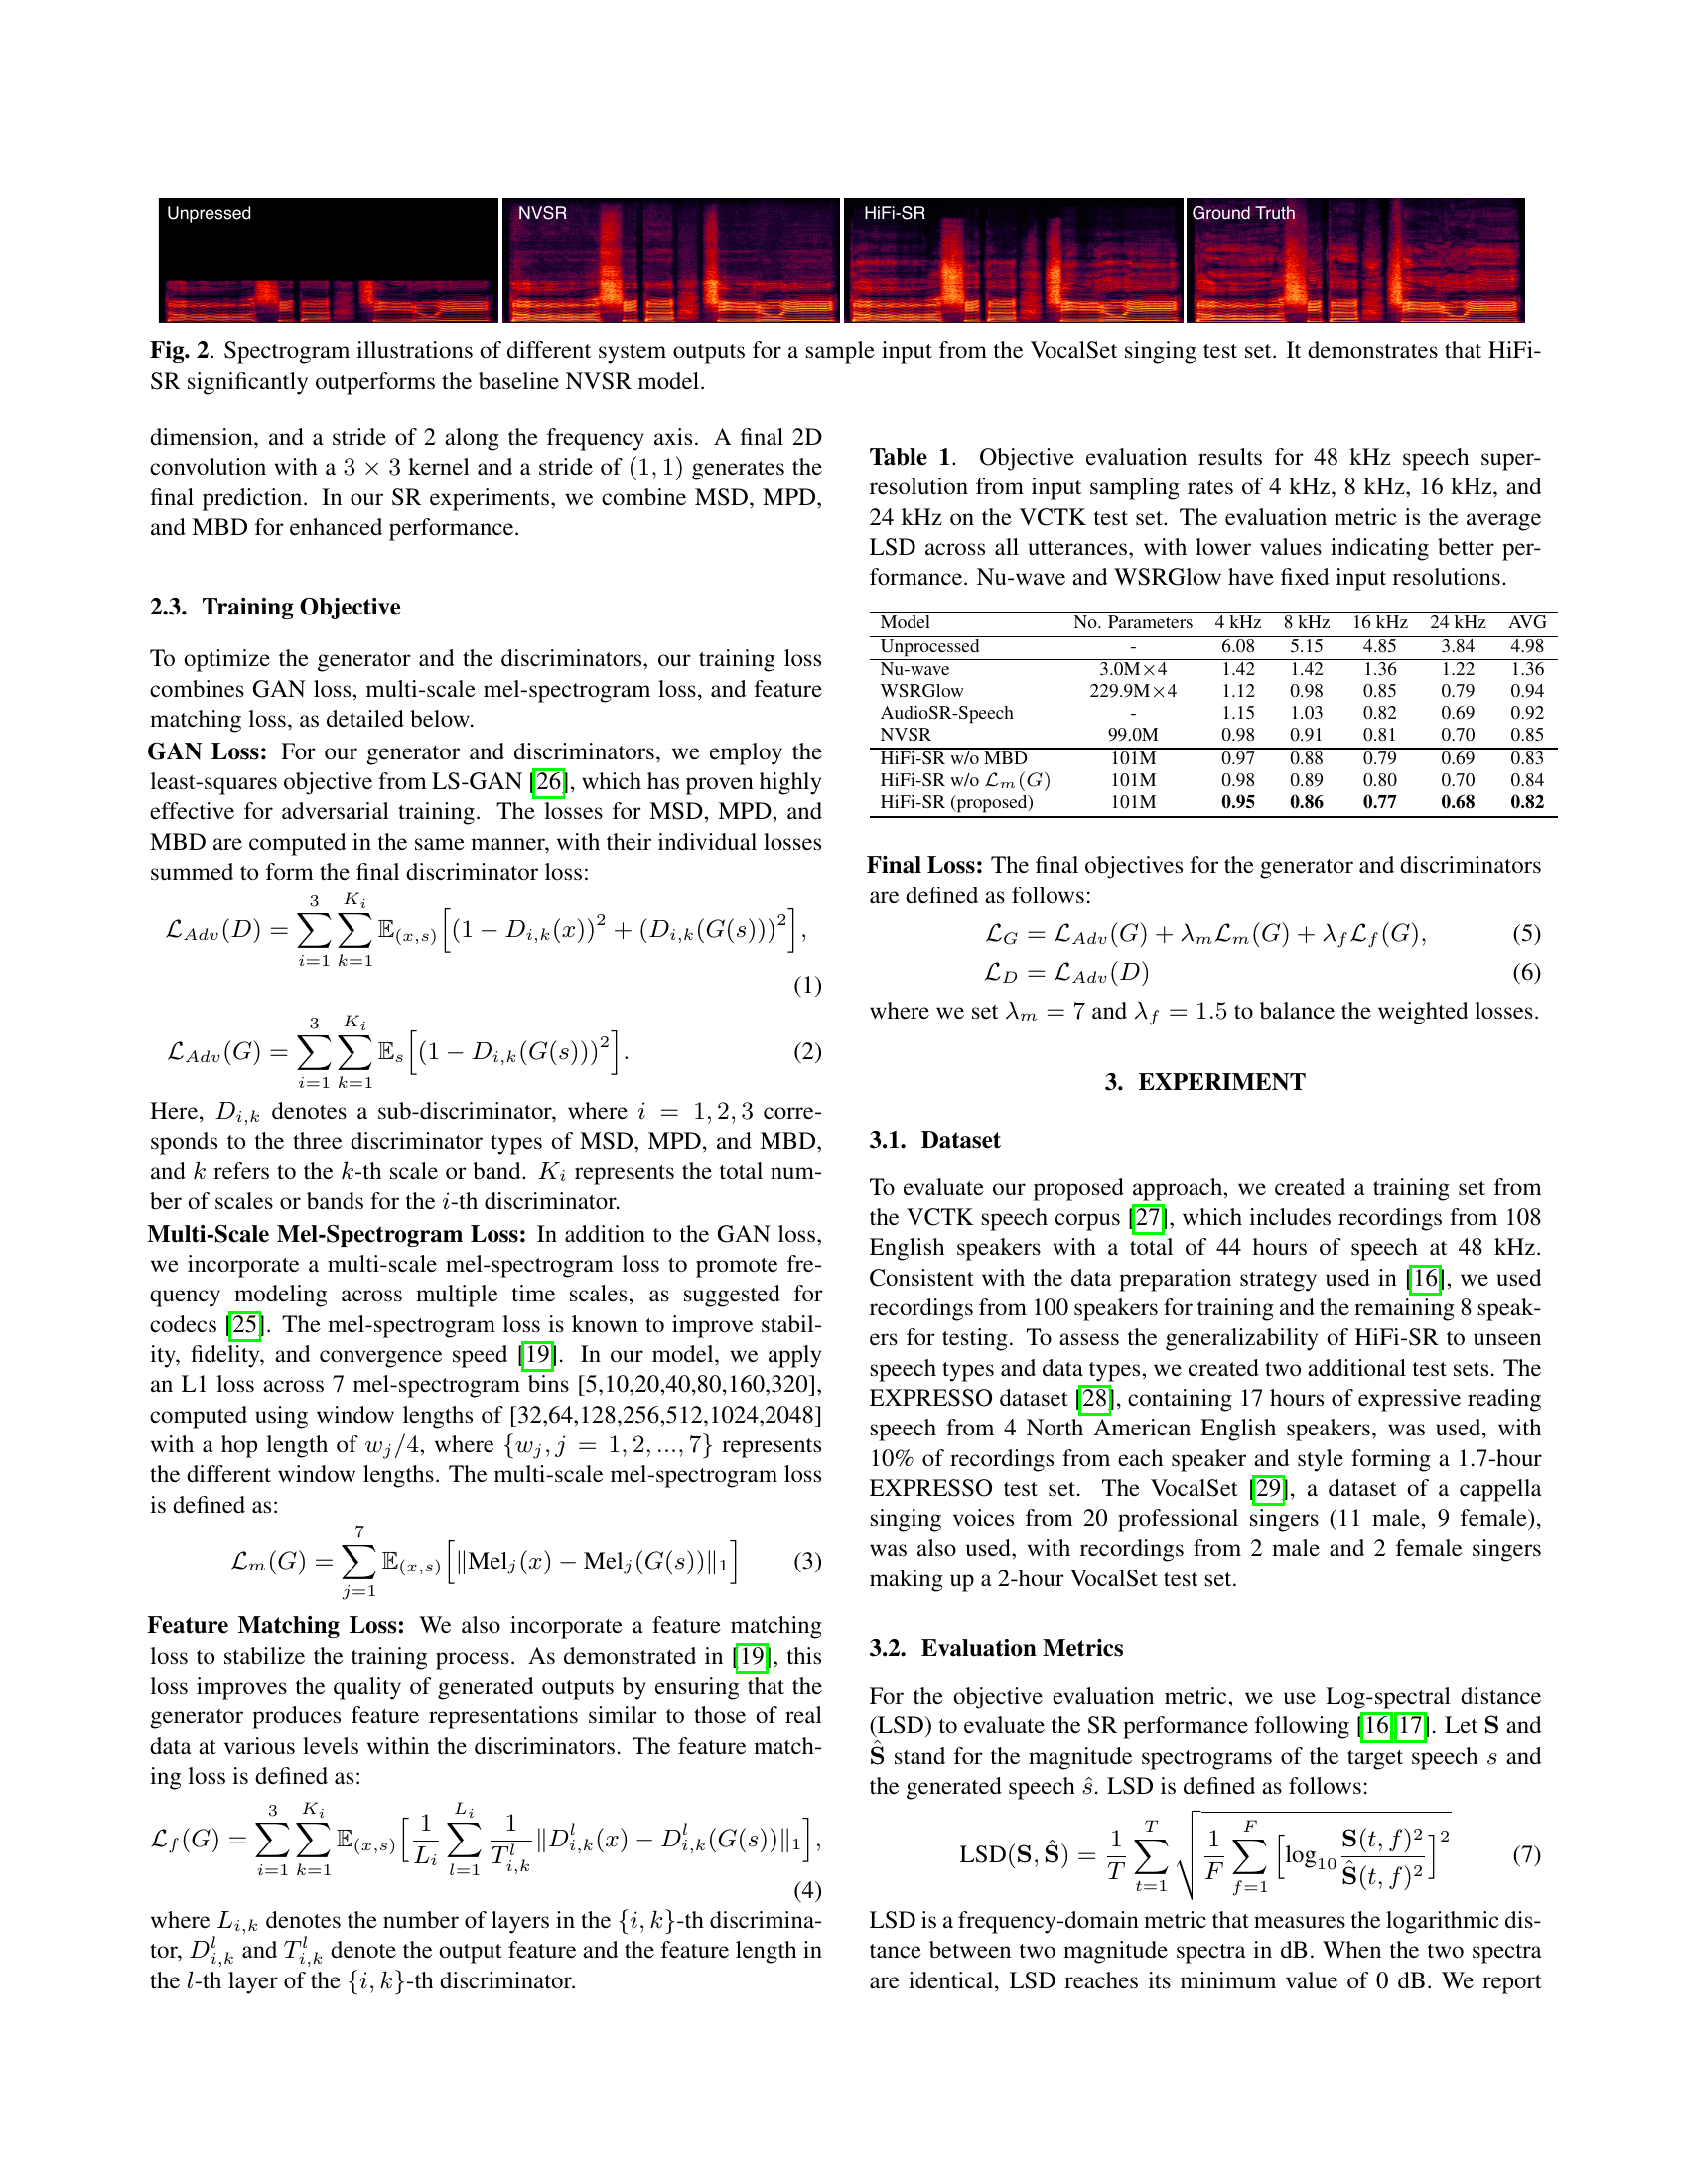 Unpressed
NVSR
HiFi-SR
Ground Truth
Fig. 2. Spectrogram illustrations of different system outputs for a sample input from the VocalSet singing test set. It demonstrates that HiFi-
SR significantly outperforms the baseline NVSR model.
dimension, and a stride of 2 along the frequency axis. A final 2D
convolution with a 3 × 3 kernel and a stride of (1, 1) generates the
final prediction. In our SR experiments, we combine MSD, MPD,
and MBD for enhanced performance.
2.3. Training Objective
To optimize the generator and the discriminators, our training loss
combines GAN loss, multi-scale mel-spectrogram loss, and feature
matching loss, as detailed below.
GAN Loss: For our generator and discriminators, we employ the
least-squares objective from LS-GAN [26], which has proven highly
effective for adversarial training. The losses for MSD, MPD, and
MBD are computed in the same manner, with their individual losses
summed to form the final discriminator loss:
$\mathcal{L}_{Adv}(D) = \sum_{i=1}^{3} \sum_{k=1}^{K_i} \mathbb{E}_{(x,s)} \left[ (1 - D_{i,k}(x))^2 + (D_{i,k}(G(s)))^2 \right],$
(1)
$\mathcal{L}_{Adv}(G) = \sum_{i=1}^{3} \sum_{k=1}^{K_i} \mathbb{E}_{s} \left[ (1 - D_{i,k}(G(s)))^2 \right].$ (2)
Here, $D_{i,k}$ denotes a sub-discriminator, where $i = 1, 2, 3$ corre-
sponds to the three discriminator types of MSD, MPD, and MBD,
and $k$ refers to the $k$-th scale or band. $K_i$ represents the total num-
ber of scales or bands for the $i$-th discriminator.
Multi-Scale Mel-Spectrogram Loss: In addition to the GAN loss,
we incorporate a multi-scale mel-spectrogram loss to promote fre-
quency modeling across multiple time scales, as suggested for
codecs [25]. The mel-spectrogram loss is known to improve stabil-
ity, fidelity, and convergence speed [19]. In our model, we apply
an L1 loss across 7 mel-spectrogram bins [5,10,20,40,80,160,320],
computed using window lengths of [32,64,128,256,512,1024,2048]
with a hop length of $w_j/4$, where $\{w_j, j = 1, 2, ..., 7\}$ represents
the different window lengths. The multi-scale mel-spectrogram loss
is defined as:
$\mathcal{L}_m(G) = \sum_{j=1}^{7} \mathbb{E}_{(x,s)} \left[ \|\mathrm{Mel}_j(x) - \mathrm{Mel}_j(G(s))\|_1 \right]$ (3)
Feature Matching Loss: We also incorporate a feature matching
loss to stabilize the training process. As demonstrated in [19], this
loss improves the quality of generated outputs by ensuring that the
generator produces feature representations similar to those of real
data at various levels within the discriminators. The feature match-
ing loss is defined as:
$\mathcal{L}_f(G) = \sum_{i=1}^{3} \sum_{k=1}^{K_i} \mathbb{E}_{(x,s)} \left[ \frac{1}{L_i} \sum_{l=1}^{L_i} \frac{1}{T_{i,k}^l} \|D_{i,k}^l(x) - D_{i,k}^l(G(s))\|_1 \right],$
(4)
where $L_{i,k}$ denotes the number of layers in the $\{i, k\}$-th discrimina-
tor, $D_{i,k}^l$ and $T_{i,k}^l$ denote the output feature and the feature length in
the $l$-th layer of the $\{i, k\}$-th discriminator.
Table 1. Objective evaluation results for 48 kHz speech super-
resolution from input sampling rates of 4 kHz, 8 kHz, 16 kHz, and
24 kHz on the VCTK test set. The evaluation metric is the average
LSD across all utterances, with lower values indicating better per-
formance. Nu-wave and WSRGlow have fixed input resolutions.
Model No. Parameters 4 kHz 8 kHz 16 kHz 24 kHz AVG
Unprocessed - 6.08 5.15 4.85 3.84 4.98
Nu-wave 3.0M×4 1.42 1.42 1.36 1.22 1.36
WSRGlow 229.9M×4 1.12 0.98 0.85 0.79 0.94
AudioSR-Speech - 1.15 1.03 0.82 0.69 0.92
NVSR 99.0M 0.98 0.91 0.81 0.70 0.85
HiFi-SR w/o MBD 101M 0.97 0.88 0.79 0.69 0.83
HiFi-SR w/o $\mathcal{L}_m(G)$ 101M 0.98 0.89 0.80 0.70 0.84
HiFi-SR (proposed) 101M 0.95 0.86 0.77 0.68 0.82
Final Loss: The final objectives for the generator and discriminators
are defined as follows:
$\mathcal{L}_G = \mathcal{L}_{Adv}(G) + \lambda_m \mathcal{L}_m(G) + \lambda_f \mathcal{L}_f(G),$ (5)
$\mathcal{L}_D = \mathcal{L}_{Adv}(D)$ (6)
where we set $\lambda_m = 7$ and $\lambda_f = 1.5$ to balance the weighted losses.
3. EXPERIMENT
3.1. Dataset
To evaluate our proposed approach, we created a training set from
the VCTK speech corpus [27], which includes recordings from 108
English speakers with a total of 44 hours of speech at 48 kHz.
Consistent with the data preparation strategy used in [16], we used
recordings from 100 speakers for training and the remaining 8 speak-
ers for testing. To assess the generalizability of HiFi-SR to unseen
speech types and data types, we created two additional test sets. The
EXPRESSO dataset [28], containing 17 hours of expressive reading
speech from 4 North American English speakers, was used, with
10% of recordings from each speaker and style forming a 1.7-hour
EXPRESSO test set. The VocalSet [29], a dataset of a cappella
singing voices from 20 professional singers (11 male, 9 female),
was also used, with recordings from 2 male and 2 female singers
making up a 2-hour VocalSet test set.
3.2. Evaluation Metrics
For the objective evaluation metric, we use Log-spectral distance
(LSD) to evaluate the SR performance following [16,17]. Let $\mathbf{S}$ and
$\hat{\mathbf{S}}$ stand for the magnitude spectrograms of the target speech $s$ and
the generated speech $\hat{s}$. LSD is defined as follows:
$\mathrm{LSD}(\mathbf{S}, \hat{\mathbf{S}}) = \frac{1}{T} \sum_{t=1}^{T} \sqrt{\frac{1}{F} \sum_{f=1}^{F} \left[ \log_{10} \frac{\mathbf{S}(t,f)^2}{\hat{\mathbf{S}}(t,f)^2} \right]^2}$ (7)
LSD is a frequency-domain metric that measures the logarithmic dis-
tance between two magnitude spectra in dB. When the two spectra
are identical, LSD reaches its minimum value of 0 dB. We report